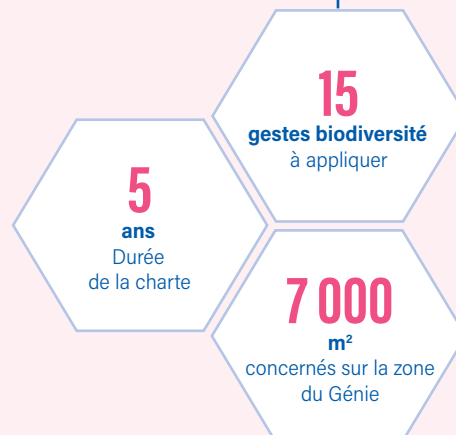 15
gestes biodiversité
à appliquer
5
ans
Durée
de la charte
7 000
m²
concernés sur la zone
du Génie